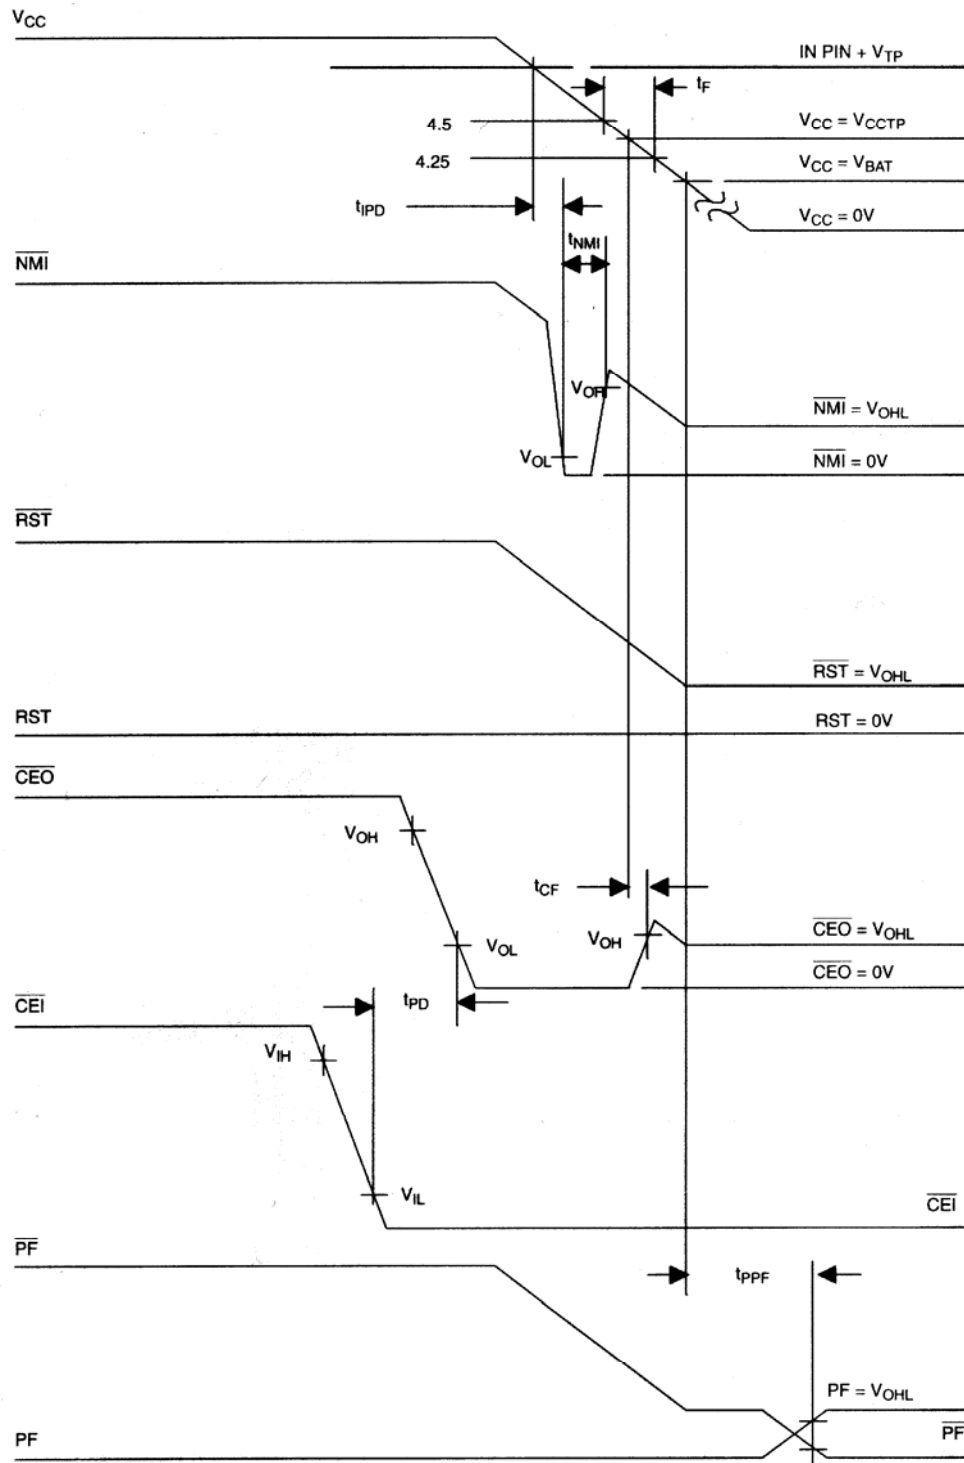 VCC
IN PIN + VTP
tF
4.5
VCC = VCCTP
4.25
VCC = VBAT
tIPD
VCC = 0V
tNMI
NMI
VOH
NMI = VOHL
VOL
NMI = 0V
RST
RST = VOHL
RST
RST = 0V
CEO
VOH
tCF
VOL
VOH
CEO = VOHL
CEO = 0V
CEI
tPD
VIH
VIL
CEI
PF
tPPF
PF = VOHL
PF
PF